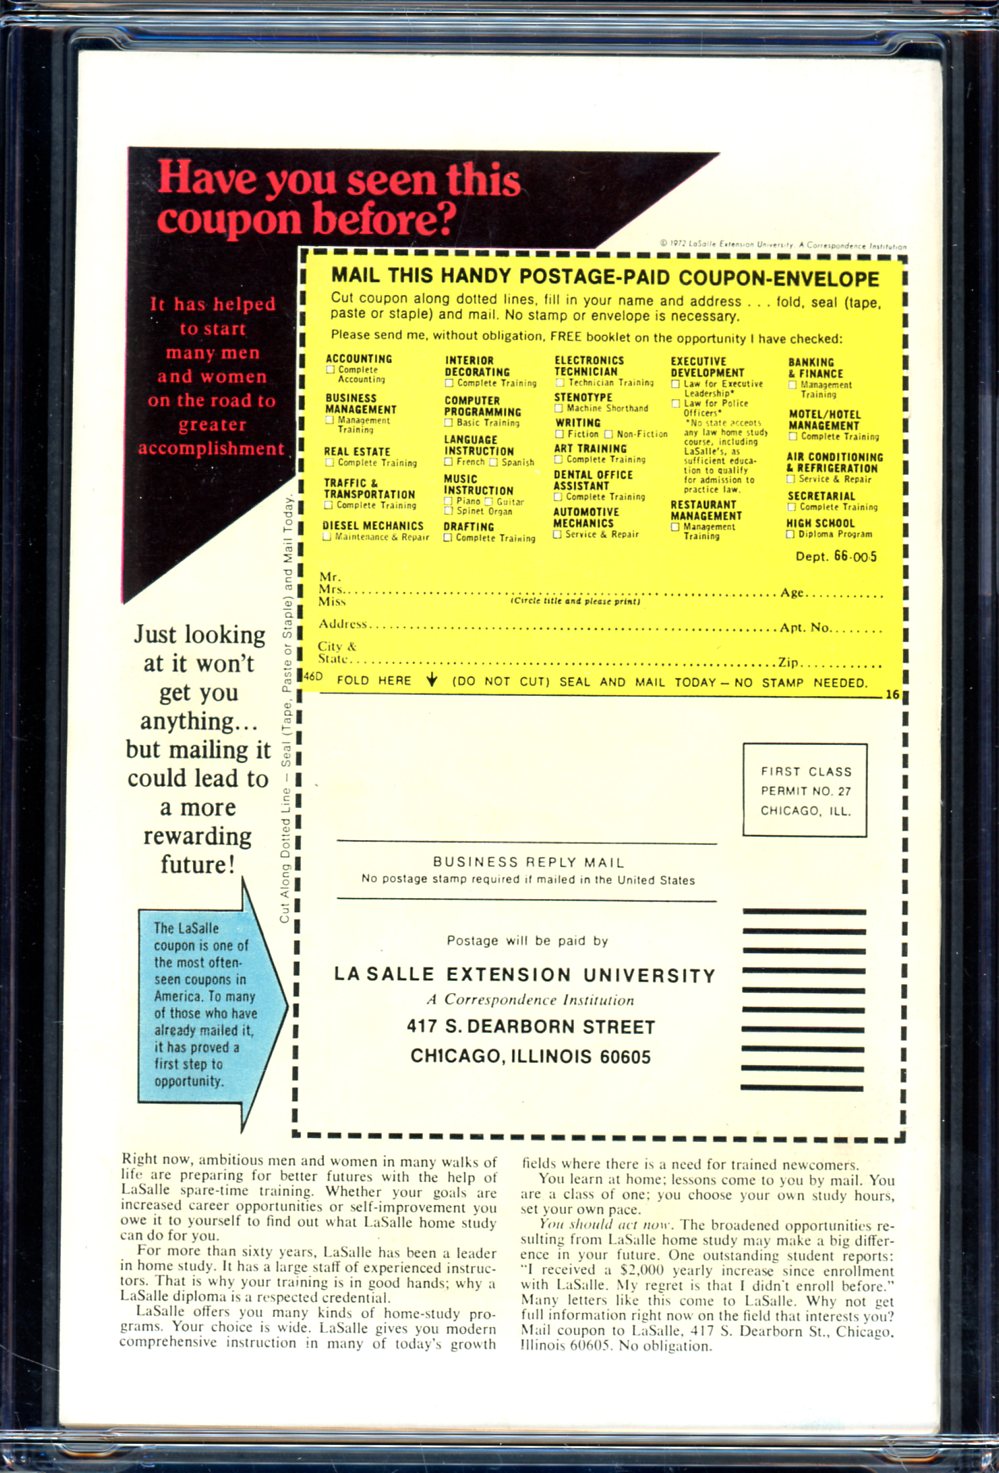 Have you seen this
coupon before?
It has helped
to start
many men
and women
on the road to
greater
accomplishment
© 1972 LaSalle Extension University, A Correspondence Institution
MAIL THIS HANDY POSTAGE-PAID COUPON-ENVELOPE
Cut coupon along dotted lines, fill in your name and address . . . fold, seal (tape,
paste or staple) and mail. No stamp or envelope is necessary.
Please send me, without obligation, FREE booklet on the opportunity I have checked:
ACCOUNTING
Complete
Accounting
BUSINESS
MANAGEMENT
Management
Training
REAL ESTATE
Complete Training
TRAFFIC &
TRANSPORTATION
Complete Training
DIESEL MECHANICS
Maintenance & Repair
INTERIOR
DECORATING
Complete Training
COMPUTER
PROGRAMMING
Basic Training
LANGUAGE
INSTRUCTION
French Spanish
MUSIC
INSTRUCTION
Piano Guitar
Spinet Organ
DRAFTING
Complete Training
ELECTRONICS
TECHNICIAN
Technician Training
STENOTYPE
Machine Shorthand
WRITING
Fiction Non-Fiction
ART TRAINING
Complete Training
DENTAL OFFICE
ASSISTANT
Complete Training
AUTOMOTIVE
MECHANICS
Service & Repair
EXECUTIVE
DEVELOPMENT
Law for Executive
Leadership*
Law for Police
Officers*
*No state accepts
any law home study
course, including
LaSalle's, as
sufficient educa-
tion to qualify
for admission to
practice law.
RESTAURANT
MANAGEMENT
Management
Training
BANKING
& FINANCE
Management
Training
MOTEL/HOTEL
MANAGEMENT
Complete Training
AIR CONDITIONING
& REFRIGERATION
Service & Repair
SECRETARIAL
Complete Training
HIGH SCHOOL
Diploma Program
Dept. 66-005
Mr.
Mrs. Age
Miss (Circle title and please print)
Address Apt. No.
City &
State Zip
46D FOLD HERE (DO NOT CUT) SEAL AND MAIL TODAY – NO STAMP NEEDED.
16
Cut Along Dotted Line — Seal (Tape, Paste or Staple) and Mail Today.
Just looking
at it won't
get you
anything...
but mailing it
could lead to
a more
rewarding
future!
The LaSalle
coupon is one of
the most often-
seen coupons in
America. To many
of those who have
already mailed it,
it has proved a
first step to
opportunity.
FIRST CLASS
PERMIT NO. 27
CHICAGO, ILL.
BUSINESS REPLY MAIL
No postage stamp required if mailed in the United States
Postage will be paid by
LA SALLE EXTENSION UNIVERSITY
A Correspondence Institution
417 S. DEARBORN STREET
CHICAGO, ILLINOIS 60605
Right now, ambitious men and women in many walks of
life are preparing for better futures with the help of
LaSalle spare-time training. Whether your goals are
increased career opportunities or self-improvement you
owe it to yourself to find out what LaSalle home study
can do for you.
For more than sixty years, LaSalle has been a leader
in home study. It has a large staff of experienced instruc-
tors. That is why your training is in good hands; why a
LaSalle diploma is a respected credential.
LaSalle offers you many kinds of home-study pro-
grams. Your choice is wide. LaSalle gives you modern
comprehensive instruction in many of today's growth
fields where there is a need for trained newcomers.
You learn at home; lessons come to you by mail. You
are a class of one; you choose your own study hours,
set your own pace.
You should act now. The broadened opportunities re-
sulting from LaSalle home study may make a big differ-
ence in your future. One outstanding student reports:
"I received a $2,000 yearly increase since enrollment
with LaSalle. My regret is that I didn't enroll before."
Many letters like this come to LaSalle. Why not get
full information right now on the field that interests you?
Mail coupon to LaSalle, 417 S. Dearborn St., Chicago,
Illinois 60605. No obligation.